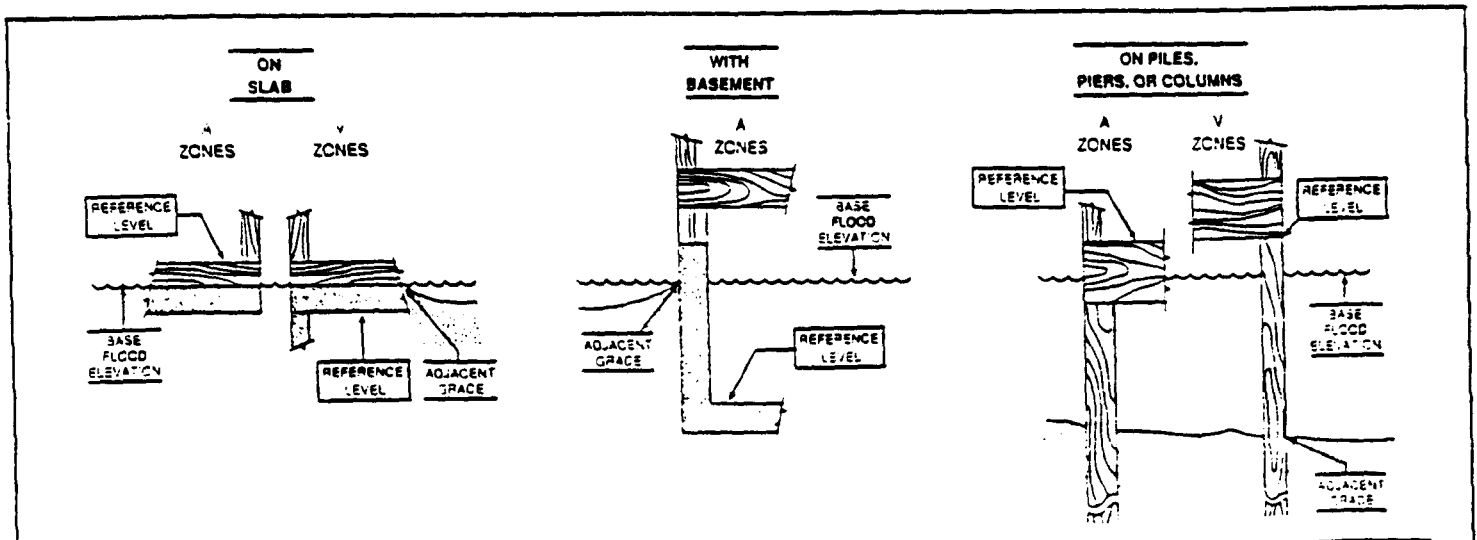 ON
SLAB
A
ZONES
V
ZONES
REFERENCE
LEVEL
BASE
FLOOD
ELEVATION
REFERENCE
LEVEL
ADJACENT
GRADE
WITH
BASEMENT
A
ZONES
BASE
FLOOD
ELEVATION
ADJACENT
GRADE
REFERENCE
LEVEL
ON PILES,
PIERS, OR COLUMNS
A
ZONES
V
ZONES
REFERENCE
LEVEL
REFERENCE
LEVEL
BASE
FLOOD
ELEVATION
ADJACENT
GRADE